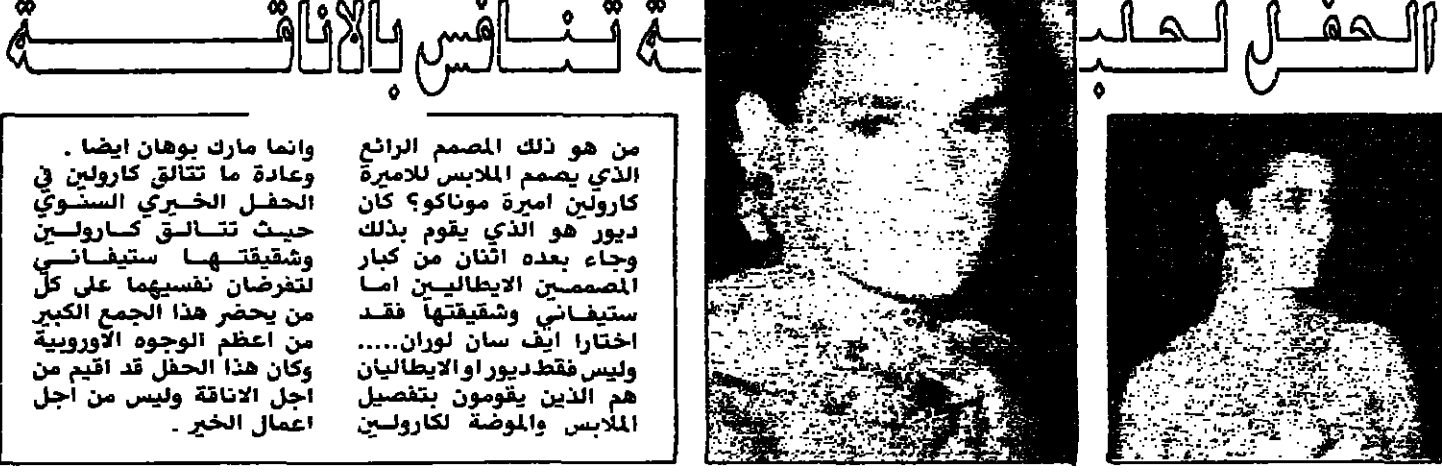 الحفل لحلبـ ـة تنافس بالاناقة
من هو ذلك المصمم الرائع
الذي يصمم الملابس للاميرة
كارولين اميرة موناكو؟ كان
ديور هو الذي يقوم بذلك
وجاء بعده اثنان من كبار
المصممين الايطاليين اما
ستيفاني وشقيقتها فقد
اختارا ايف سان لوران.....
وليس فقط ديور او الايطاليان
هم الذين يقومون بتفصيل
الملابس والموضة لكارولين
وانما مارك بوهان ايضا .
وعادة ما تتالق كارولين في
الحفل الخيري السنوي
حيث تتالق كارولين
وشقيقتها ستيفاني
لتفرضان نفسيهما على كل
من يحضر هذا الجمع الكبير
من اعظم الوجوه الاوروبية
وكان هذا الحفل قد اقيم من
اجل الاناقة وليس من اجل
اعمال الخير .